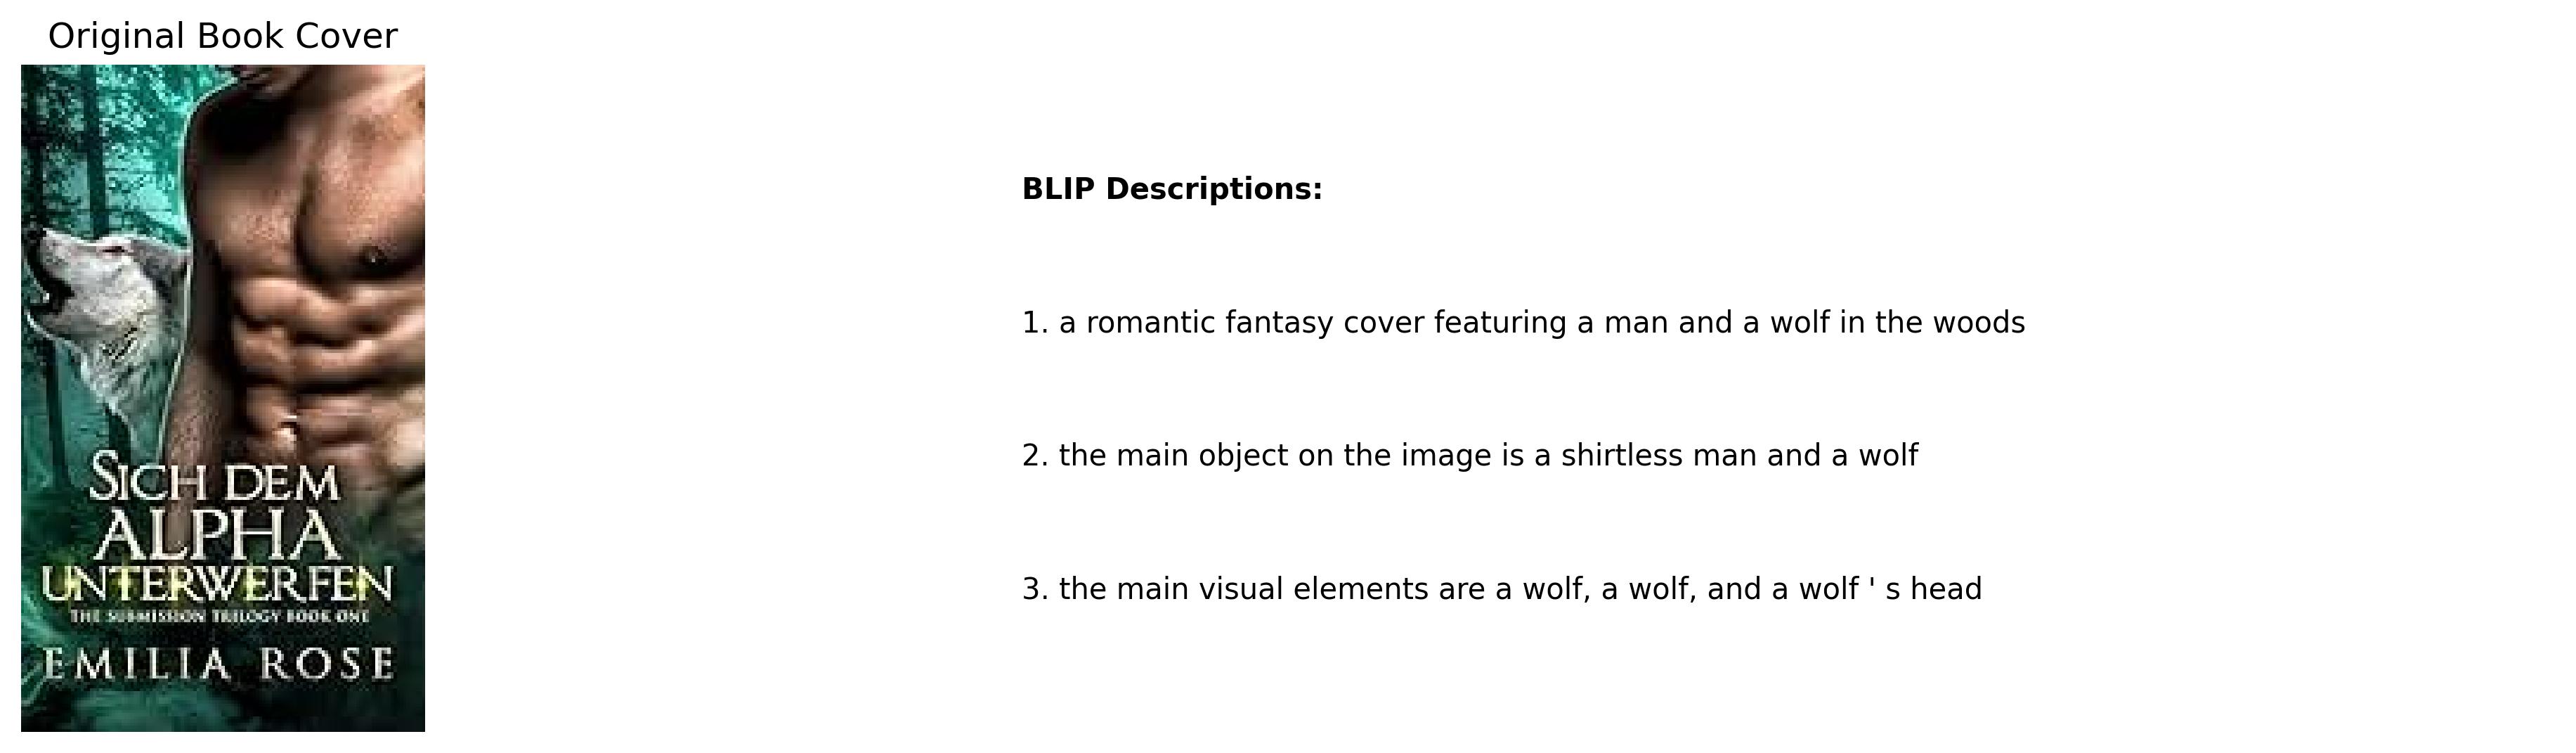 Original Book Cover
SICH DEM
ALPHA
UNTERWERFEN
THE SUBMISSION TRILOGY BOOK ONE
EMILIA ROSE
BLIP Descriptions:
1. a romantic fantasy cover featuring a man and a wolf in the woods
2. the main object on the image is a shirtless man and a wolf
3. the main visual elements are a wolf, a wolf, and a wolf ' s head